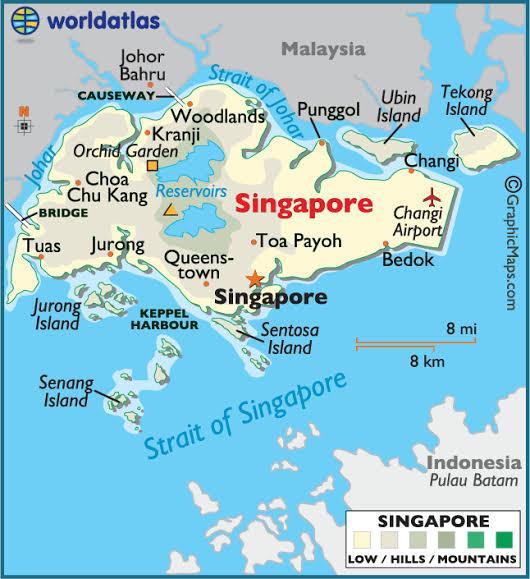 worldatlas
Malaysia
Johor
Bahru
CAUSEWAY
Strait of Johor
Woodlands
Punggol
Ubin
Island
Tekong
Island
N
Kranji
Orchid Garden
Changi
Johor
Choa
Chu Kang
Reservoirs
Singapore
Changi
Airport
© GraphicMaps.com
BRIDGE
Tuas
Jurong
Queens-
town
Toa Payoh
Bedok
Singapore
Jurong
Island
KEPPEL
HARBOUR
Sentosa
Island
8 mi
8 km
Senang
Island
Strait of Singapore
Indonesia
Pulau Batam
SINGAPORE
LOW / HILLS / MOUNTAINS